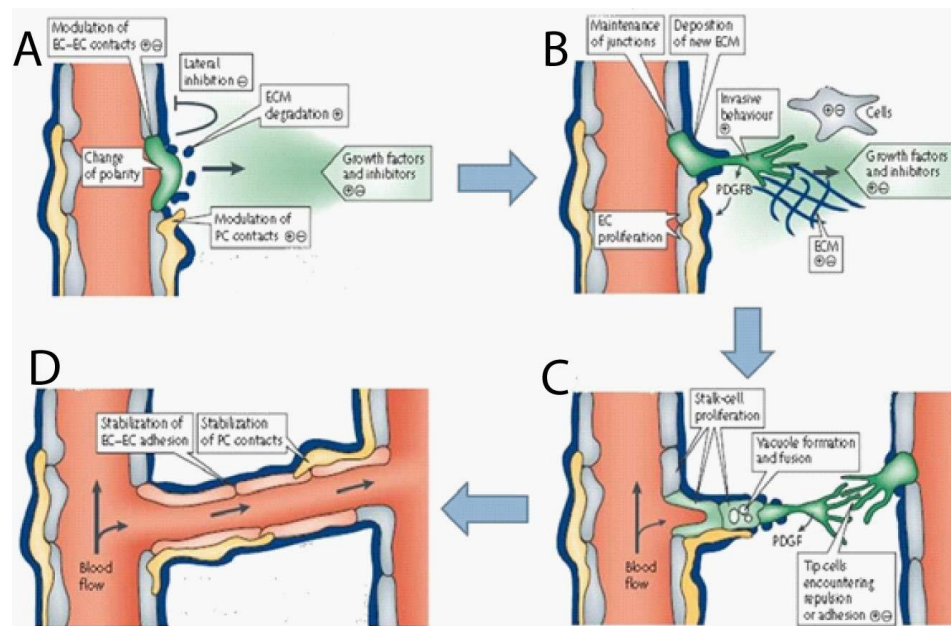 A
Modulation of
EC–EC contacts ⊕⊖
Lateral
inhibition ⊖
ECM
degradation ⊕
Change
of polarity
Growth factors
and inhibitors
⊕⊖
Modulation of
PC contacts ⊕⊖
B
Maintenance
of junctions
Deposition
of new ECM
Invasive
behaviour
⊕
⊕⊖
Cells
Growth factors
and inhibitors
⊕⊖
PDGFB
EC
proliferation
ECM
⊕⊖
D
Stabilization of
EC–EC adhesion
Stabilization
of PC contacts
Blood
flow
C
Stalk-cell
proliferation
Vacuole formation
and fusion
PDGF
Blood
flow
Tip cells
encountering
repulsion
or adhesion ⊕⊖